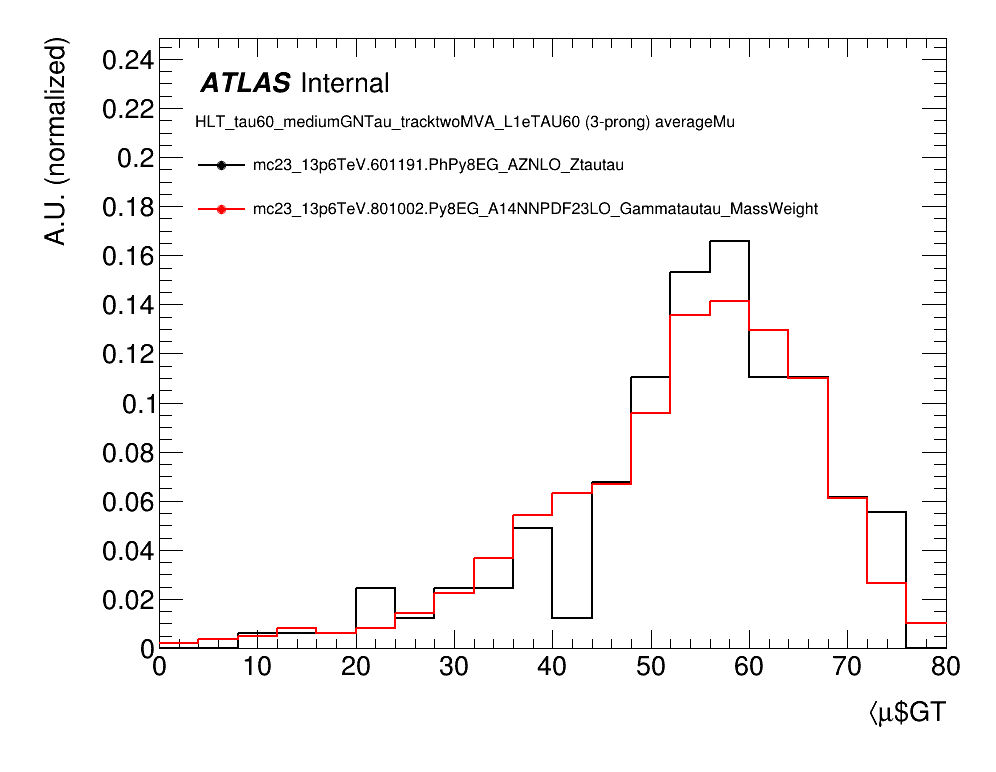 A.U. (normalized)
0.24
0.22
0.2
0.18
0.16
0.14
0.12
0.1
0.08
0.06
0.04
0.02
0
ATLAS Internal
HLT_tau60_mediumGNTau_tracktwoMVA_L1eTAU60 (3-prong) averageMu
mc23_13p6TeV.601191.PhPy8EG_AZNLO_Ztautau
mc23_13p6TeV.801002.Py8EG_A14NNPDF23LO_Gammatautau_MassWeight
0 10 20 30 40 50 60 70 80
⟨μ$GT